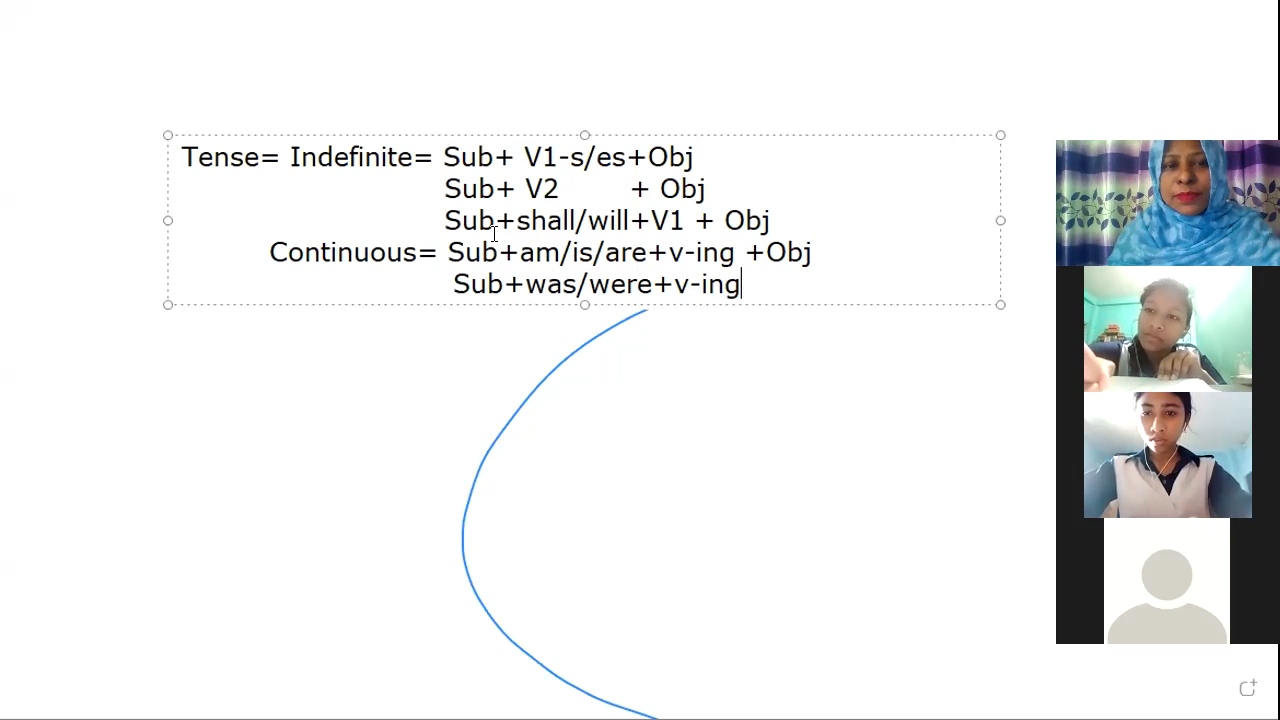 Tense= Indefinite= Sub+ V1-s/es+Obj
Sub+ V2 + Obj
Sub+shall/will+V1 + Obj
Continuous= Sub+am/is/are+v-ing +Obj
Sub+was/were+v-ing